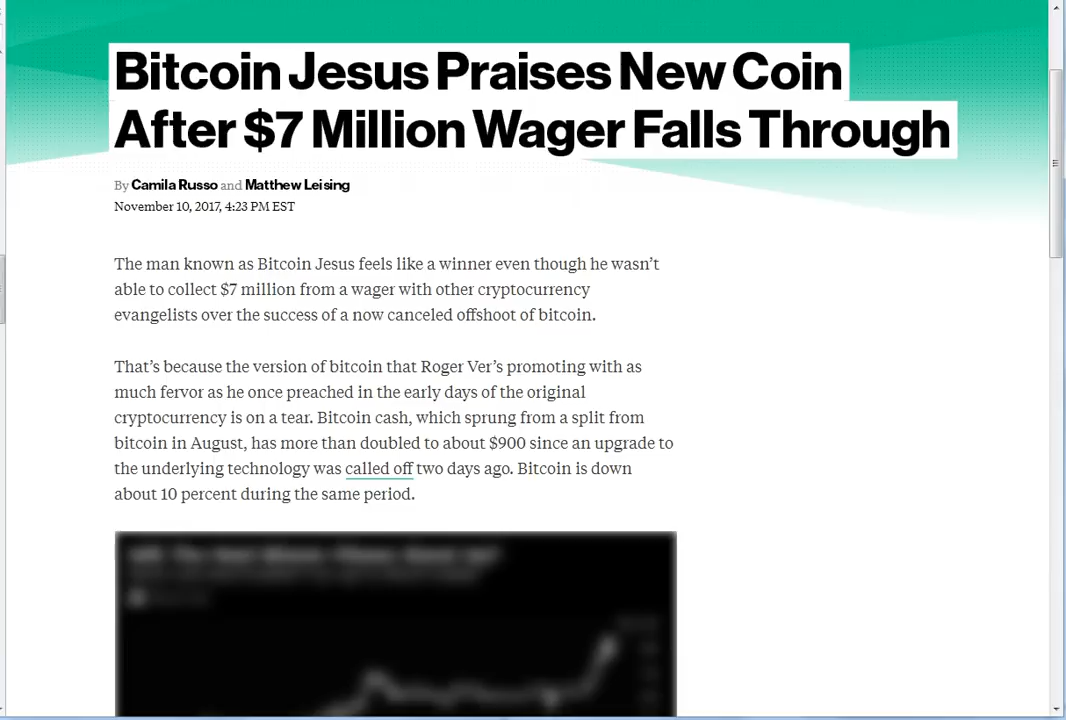 Bitcoin Jesus Praises New Coin
After $7 Million Wager Falls Through
By Camila Russo and Matthew Leising
November 10, 2017, 4:23 PM EST
The man known as Bitcoin Jesus feels like a winner even though he wasn’t
able to collect $7 million from a wager with other cryptocurrency
evangelists over the success of a now canceled offshoot of bitcoin.
That’s because the version of bitcoin that Roger Ver’s promoting with as
much fervor as he once preached in the early days of the original
cryptocurrency is on a tear. Bitcoin cash, which sprung from a split from
bitcoin in August, has more than doubled to about $900 since an upgrade to
the underlying technology was called off two days ago. Bitcoin is down
about 10 percent during the same period.